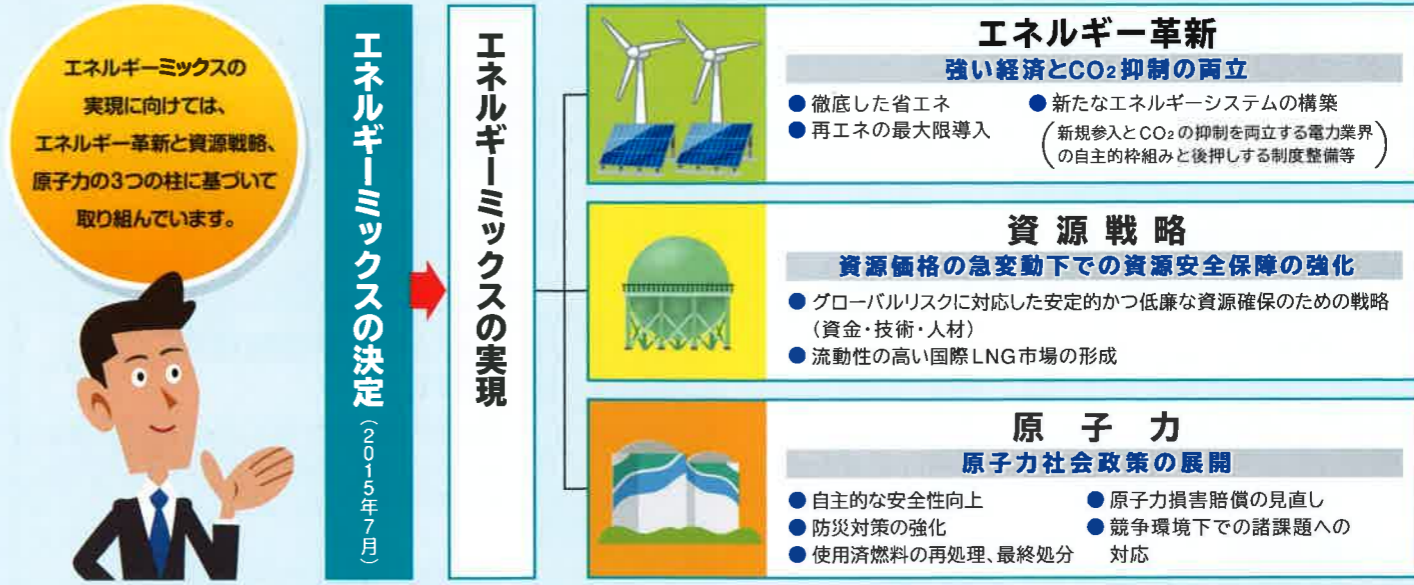 エネルギーミックスの
実現に向けては、
エネルギー革新と資源戦略、
原子力の3つの柱に基づいて
取り組んでいます。
エネルギーミックスの決定(2015年7月)
エネルギーミックスの実現
エネルギー革新
強い経済とCO₂抑制の両立
● 徹底した省エネ
● 再エネの最大限導入
● 新たなエネルギーシステムの構築
(新規参入とCO₂の抑制を両立する電力業界
の自主的枠組みと後押しする制度整備等)
資源戦略
資源価格の急変動下での資源安全保障の強化
● グローバルリスクに対応した安定的かつ低廉な資源確保のための戦略
(資金・技術・人材)
● 流動性の高い国際LNG市場の形成
原子力
原子力社会政策の展開
● 自主的な安全性向上
● 防災対策の強化
● 使用済燃料の再処理、最終処分
● 原子力損害賠償の見直し
● 競争環境下での諸課題への
対応